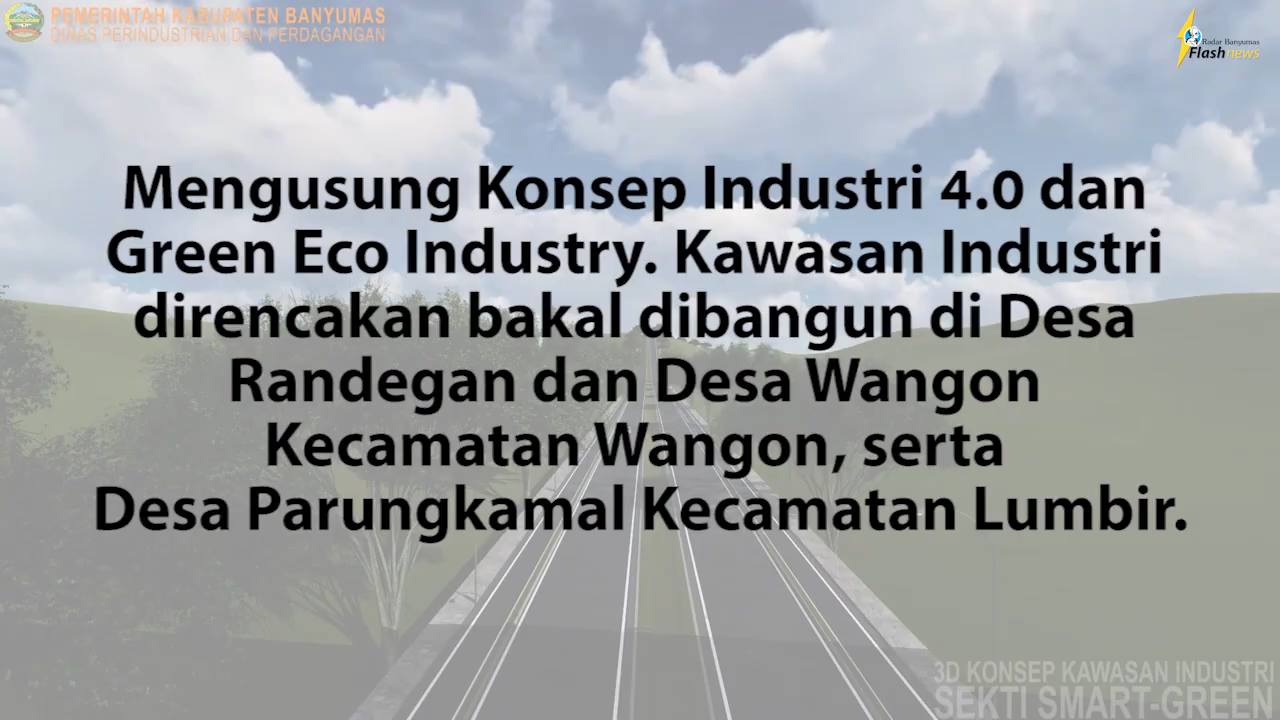 PEMERINTAH KABUPATEN BANYUMAS
DINAS PERINDUSTRIAN DAN PERDAGANGAN
Radar Banyumas
Flash news
Mengusung Konsep Industri 4.0 dan
Green Eco Industry. Kawasan Industri
direncakan bakal dibangun di Desa
Randegan dan Desa Wangon
Kecamatan Wangon, serta
Desa Parungkamal Kecamatan Lumbir.
3D KONSEP KAWASAN INDUSTRI
SEKTI SMART-GREEN